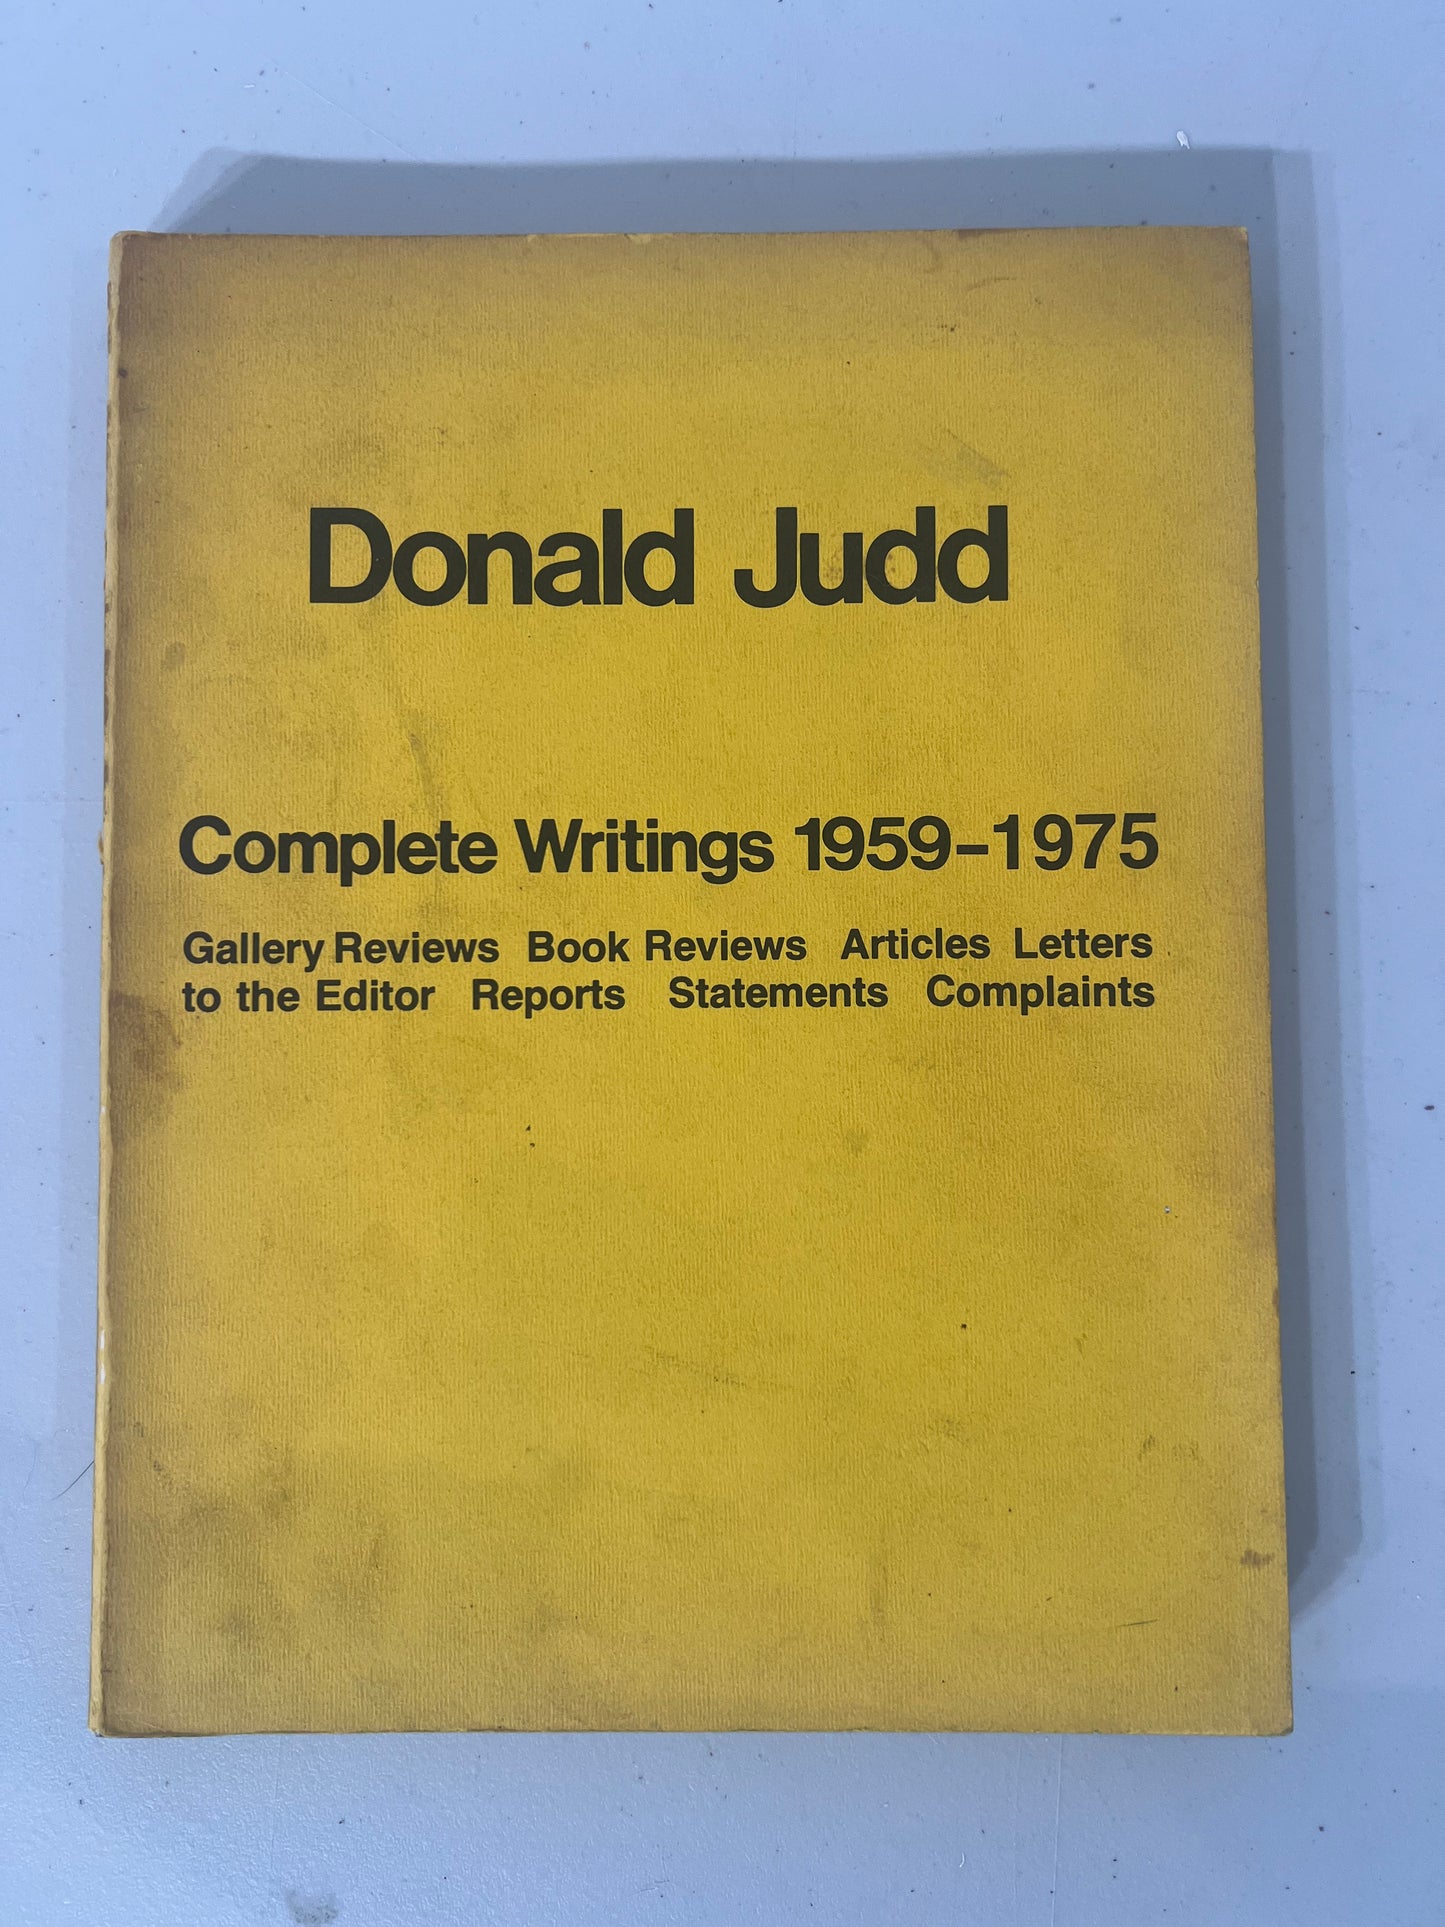 Donald Judd
Complete Writings 1959–1975
Gallery Reviews Book Reviews Articles Letters
to the Editor Reports Statements Complaints